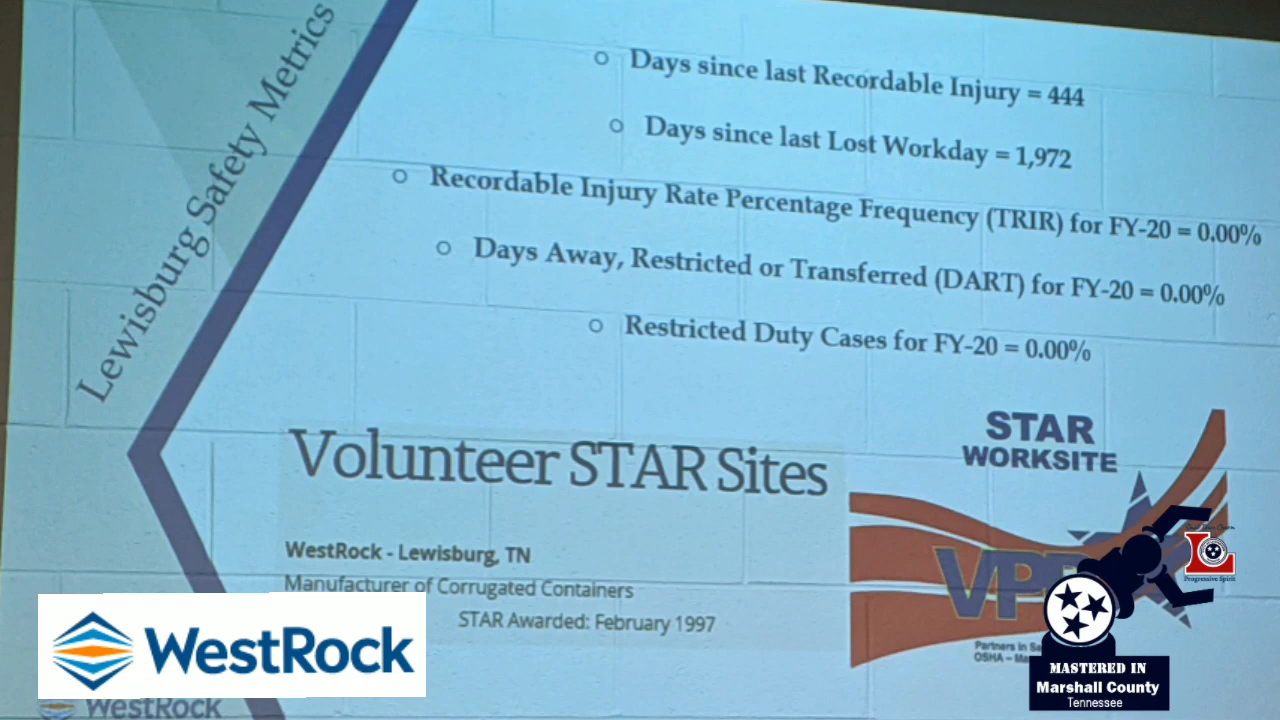 Lewisburg Safety Metrics
Days since last Recordable Injury = 444
Days since last Lost Workday = 1,972
Recordable Injury Rate Percentage Frequency (TRIR) for FY-20 = 0.00%
Days Away, Restricted or Transferred (DART) for FY-20 = 0.00%
Restricted Duty Cases for FY-20 = 0.00%
Volunteer STAR Sites
WestRock - Lewisburg, TN
Manufacturer of Corrugated Containers
STAR Awarded: February 1997
STAR
WORKSITE
VPP
Partners in
OSHA –
WestRock
WestRock
L
Progressive Spirit
MASTERED IN
Marshall County
Tennessee